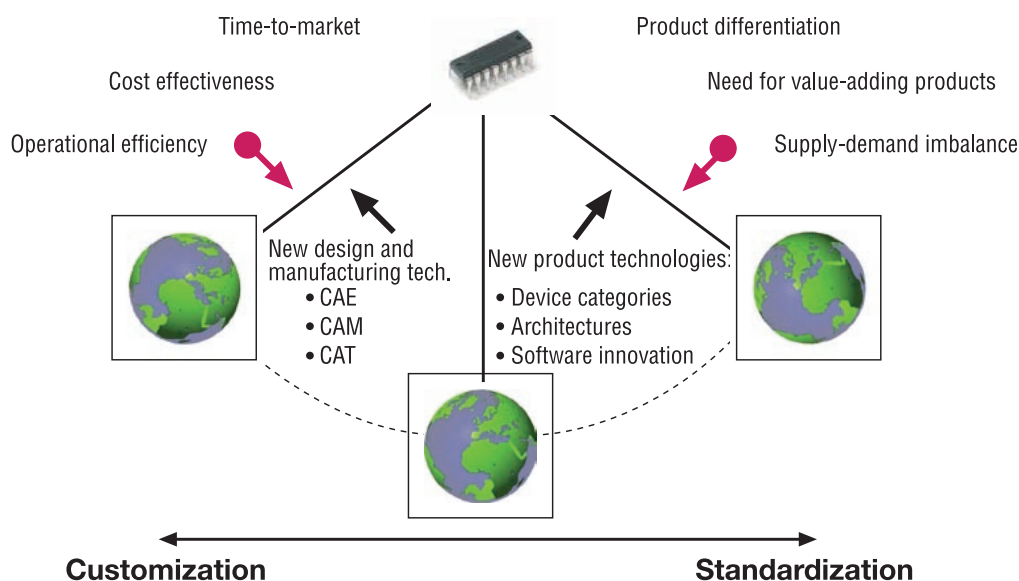 Time-to-market
Product differentiation
Cost effectiveness
Need for value-adding products
Operational efficiency
Supply-demand imbalance
New design and
manufacturing tech.
• CAE
• CAM
• CAT
New product technologies:
• Device categories
• Architectures
• Software innovation
Customization
Standardization